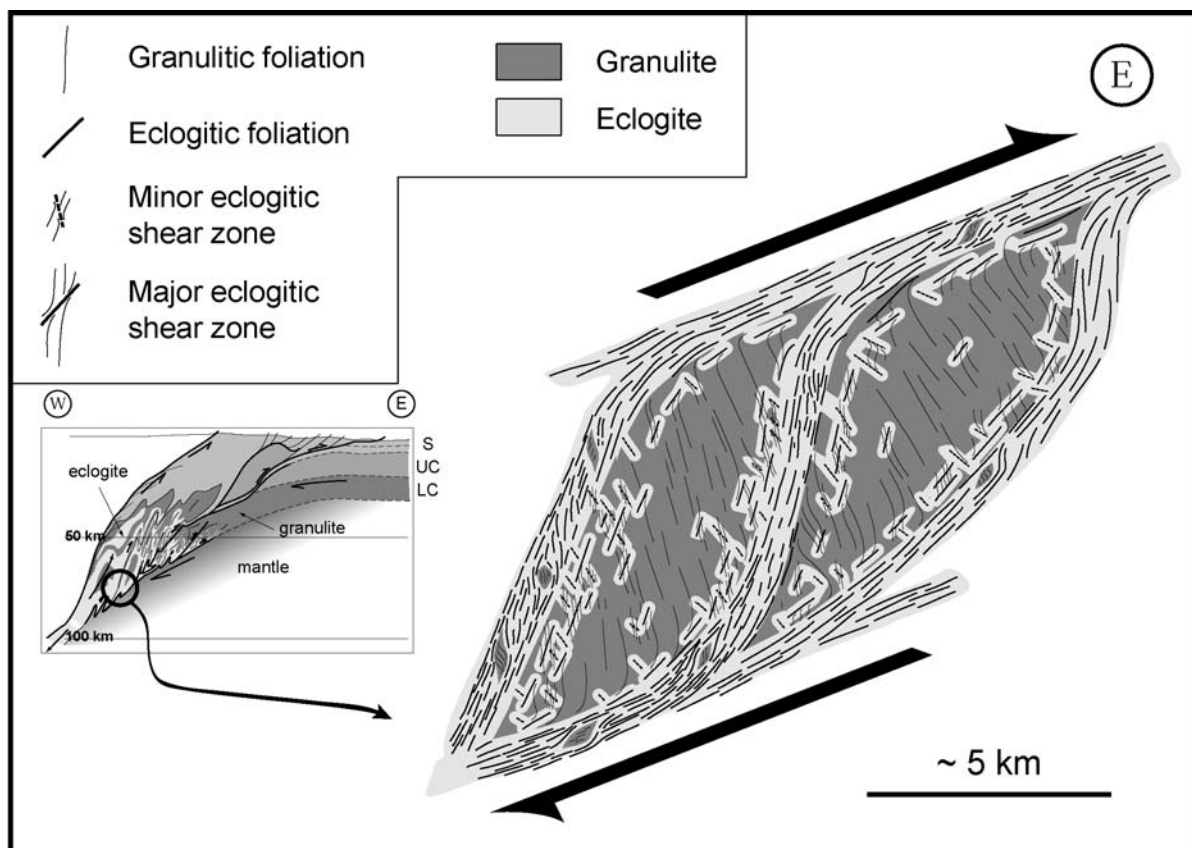 Granulitic foliation
Eclogitic foliation
Minor eclogitic
shear zone
Major eclogitic
shear zone
Granulite
Eclogite
E
W
E
eclogite
S
UC
LC
50 km
granulite
mantle
100 km
~ 5 km